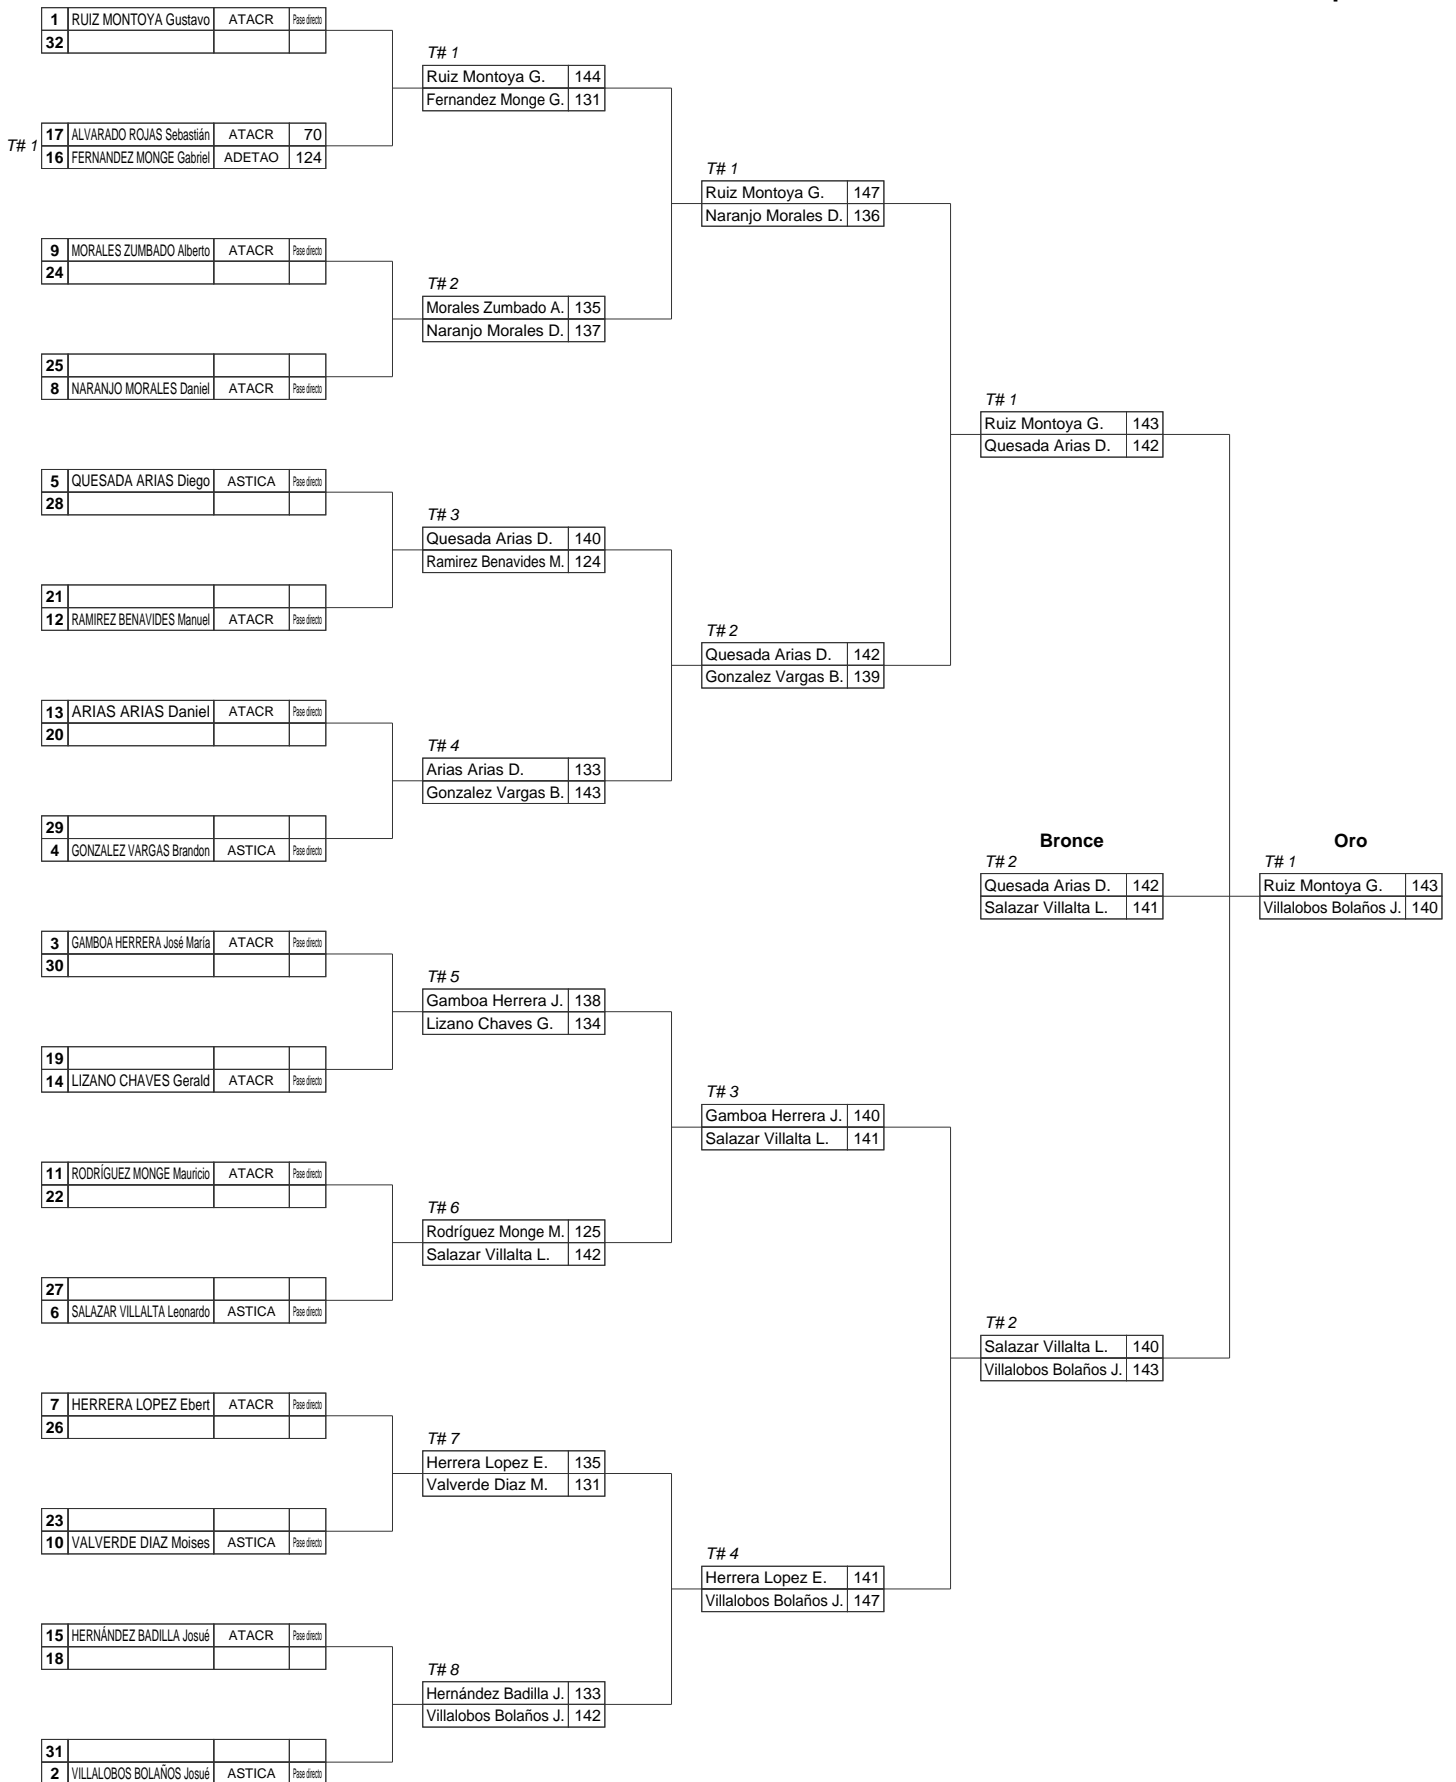 1 RUIZ MONTOYA Gustavo ATACR Pase directo
32
T# 1
Ruiz Montoya G. 144
Fernandez Monge G. 131
T# 1
17 ALVARADO ROJAS Sebastián ATACR 70
16 FERNANDEZ MONGE Gabriel ADETAO 124
T# 1
Ruiz Montoya G. 147
Naranjo Morales D. 136
9 MORALES ZUMBADO Alberto ATACR Pase directo
24
T# 2
Morales Zumbado A. 135
Naranjo Morales D. 137
25
8 NARANJO MORALES Daniel ATACR Pase directo
T# 1
Ruiz Montoya G. 143
Quesada Arias D. 142
5 QUESADA ARIAS Diego ASTICA Pase directo
28
T# 3
Quesada Arias D. 140
Ramirez Benavides M. 124
21
12 RAMIREZ BENAVIDES Manuel ATACR Pase directo
T# 2
Quesada Arias D. 142
Gonzalez Vargas B. 139
13 ARIAS ARIAS Daniel ATACR Pase directo
20
T# 4
Arias Arias D. 133
Gonzalez Vargas B. 143
29
4 GONZALEZ VARGAS Brandon ASTICA Pase directo
Bronce
T# 2
Quesada Arias D. 142
Salazar Villalta L. 141
Oro
T# 1
Ruiz Montoya G. 143
Villalobos Bolaños J. 140
3 GAMBOA HERRERA José María ATACR Pase directo
30
T# 5
Gamboa Herrera J. 138
Lizano Chaves G. 134
19
14 LIZANO CHAVES Gerald ATACR Pase directo
T# 3
Gamboa Herrera J. 140
Salazar Villalta L. 141
11 RODRÍGUEZ MONGE Mauricio ATACR Pase directo
22
T# 6
Rodríguez Monge M. 125
Salazar Villalta L. 142
27
6 SALAZAR VILLALTA Leonardo ASTICA Pase directo
T# 2
Salazar Villalta L. 140
Villalobos Bolaños J. 143
7 HERRERA LOPEZ Ebert ATACR Pase directo
26
T# 7
Herrera Lopez E. 135
Valverde Diaz M. 131
23
10 VALVERDE DIAZ Moises ASTICA Pase directo
T# 4
Herrera Lopez E. 141
Villalobos Bolaños J. 147
15 HERNÁNDEZ BADILLA Josué ATACR Pase directo
18
T# 8
Hernández Badilla J. 133
Villalobos Bolaños J. 142
31
2 VILLALOBOS BOLAÑOS Josué ASTICA Pase directo